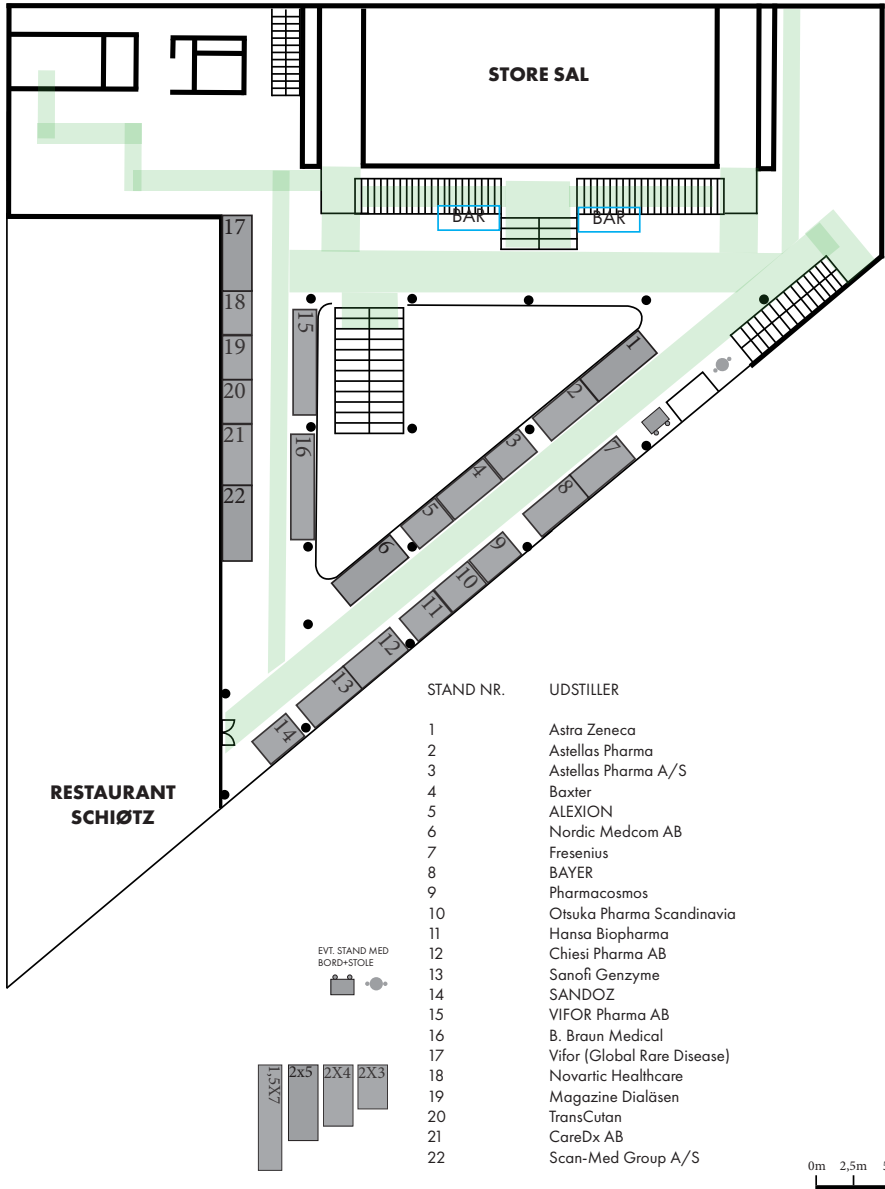 STORE SAL
BAR
BAR
17
18
19
20
21
22
15
16
1
2
3
4
5
6
7
8
9
10
11
12
13
14
RESTAURANT
SCHIØTZ
STAND NR. UDSTILLER
1 Astra Zeneca
2 Astellas Pharma
3 Astellas Pharma A/S
4 Baxter
5 ALEXION
6 Nordic Medcom AB
7 Fresenius
8 BAYER
9 Pharmacosmos
10 Otsuka Pharma Scandinavia
11 Hansa Biopharma
12 Chiesi Pharma AB
13 Sanofi Genzyme
14 SANDOZ
15 VIFOR Pharma AB
16 B. Braun Medical
17 Vifor (Global Rare Disease)
18 Novartic Healthcare
19 Magazine Dialäsen
20 TransCutan
21 CareDx AB
22 Scan-Med Group A/S
EVT. STAND MED
BORD+STOLE
1,5X7
2x5
2X4
2X3
0m 2,5m